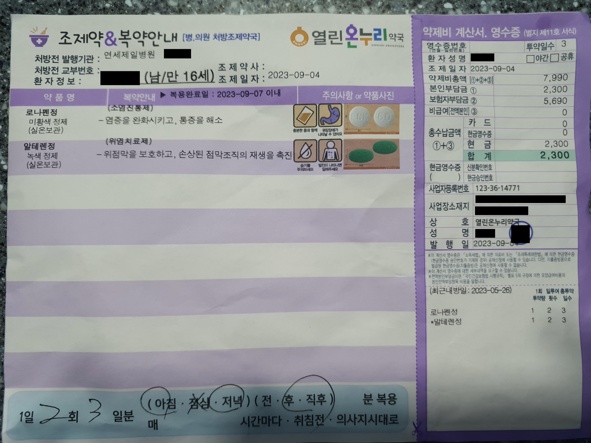 조제약&복약안내 [병,의원 처방조제약국]
열린온누리약국
처방전 발행기관 : 연세제일병원
처방전 교부번호 :
조제약사 :
환자정보 : (남/만 16세)
조제일자 : 2023-09-04
약 품 명
복약안내 ▶ 복용완료일 : 2023-09-07 이내
주의사항 or 약품사진
로나펜정
미황색 정제
(실온보관)
(소염진통제)
- 염증을 완화시키고, 통증을 해소
말테렌정
녹색 정제
(실온보관)
(위염치료제)
- 위점막을 보호하고, 손상된 점막조직의 재생을 촉진
1일 2회 3일분
(아침 · 점심 · 저녁) (전 · 후 · 직후) 분 복용
매 시간마다 · 취침전 · 의사지시대로
약제비 계산서, 영수증 (별지 제11호 서식)
영수증번호
투약일수 3
환 자 성 명
야간 공휴
조 제 일 자 2023-09-04
약제비총액 7,990
본인부담금 ① 2,300
보험자부담금 ② 5,690
비급여(전액본인) ③ 0
총수납금액
①+③
카 드 0
현금영수증 0
현 금 2,300
합 계 2,300
현금영수증
( )
신분확인번호
현금승인번호
사업자등록번호 123-36-14771
사업장소재지
상 호 열린온누리약국
성 명
발 행 일 2023-09-04
(최근내방일:2023-05-26)
1회 일투여 총투약
투약량 횟수 일수
로나펜정 1 2 3
*말테렌정 1 2 3